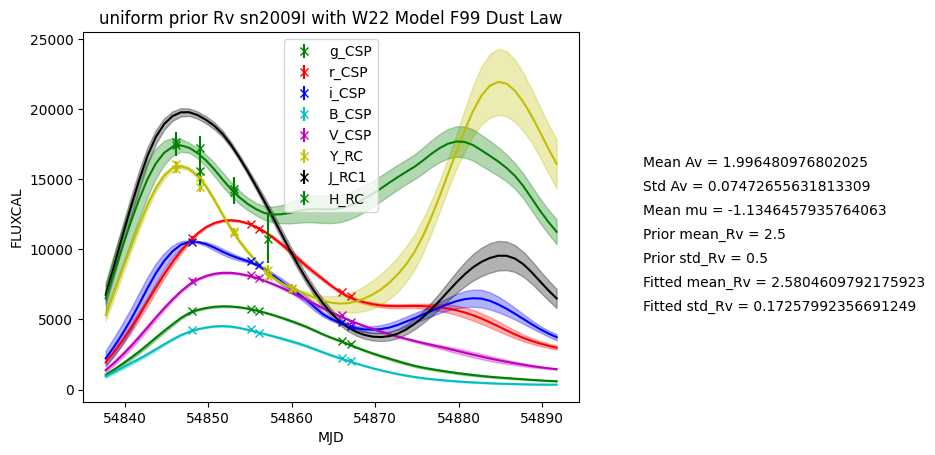 uniform prior Rv sn2009I with W22 Model F99 Dust Law
25000
20000
15000
10000
5000
0
FLUXCAL
g_CSP
r_CSP
i_CSP
B_CSP
V_CSP
Y_RC
J_RC1
H_RC
54840
54850
54860
54870
54880
54890
MJD
Mean Av = 1.996480976802025
Std Av = 0.07472655631813309
Mean mu = -1.1346457935764063
Prior mean_Rv = 2.5
Prior std_Rv = 0.5
Fitted mean_Rv = 2.5804609792175923
Fitted std_Rv = 0.17257992356691249